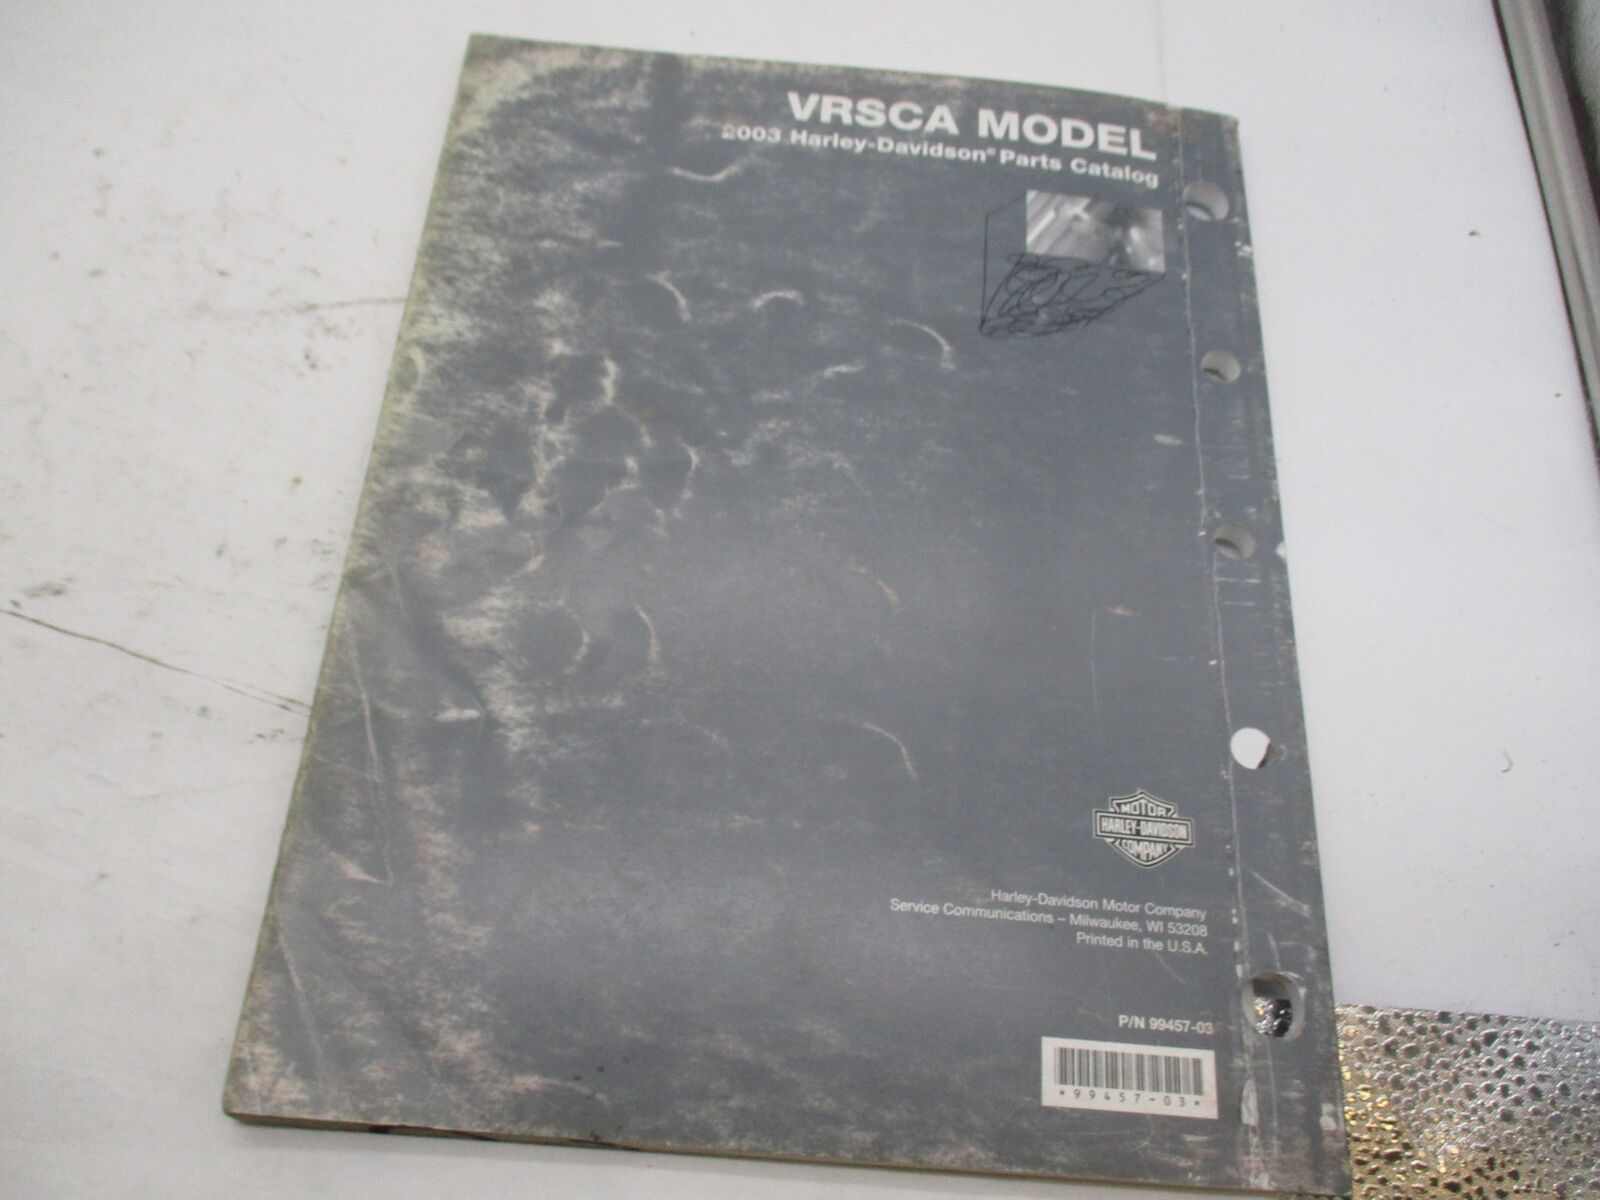 VRSCA MODEL
2003 Harley-Davidson® Parts Catalog
MOTOR
HARLEY-DAVIDSON
COMPANY
Harley-Davidson Motor Company
Service Communications – Milwaukee, WI 53208
Printed in the U.S.A.
P/N 99457-03
*99457-03*